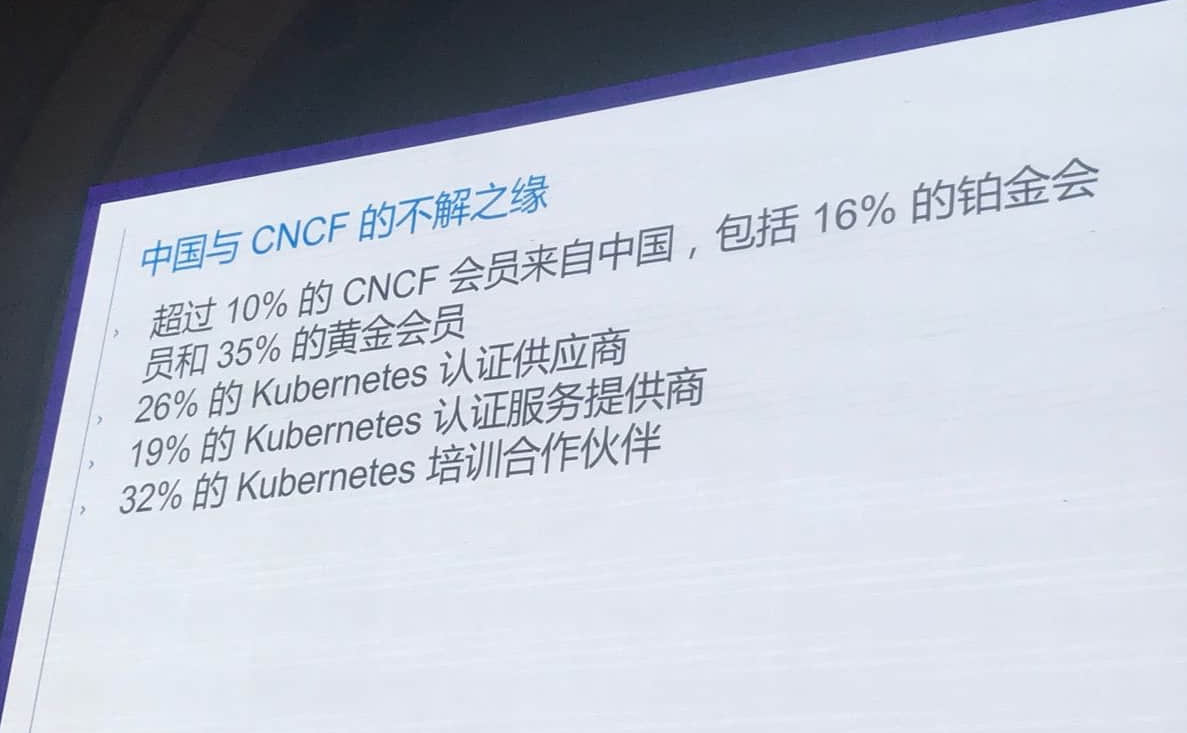 中国与 CNCF 的不解之缘
超过 10% 的 CNCF 会员来自中国，包括 16% 的铂金会
员和 35% 的黄金会员
26% 的 Kubernetes 认证供应商
19% 的 Kubernetes 认证服务提供商
32% 的 Kubernetes 培训合作伙伴